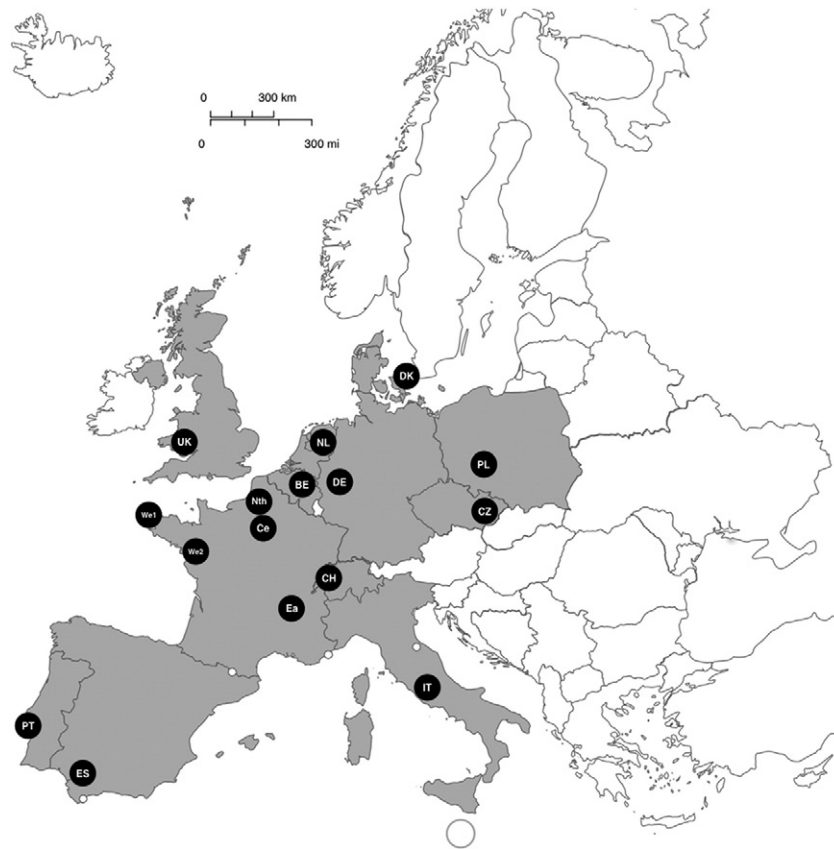 0 300 km
0 300 mi
DK
UK
NL
PL
BE
DE
Nth
CZ
We1
Ce
We2
CH
Ea
IT
PT
ES